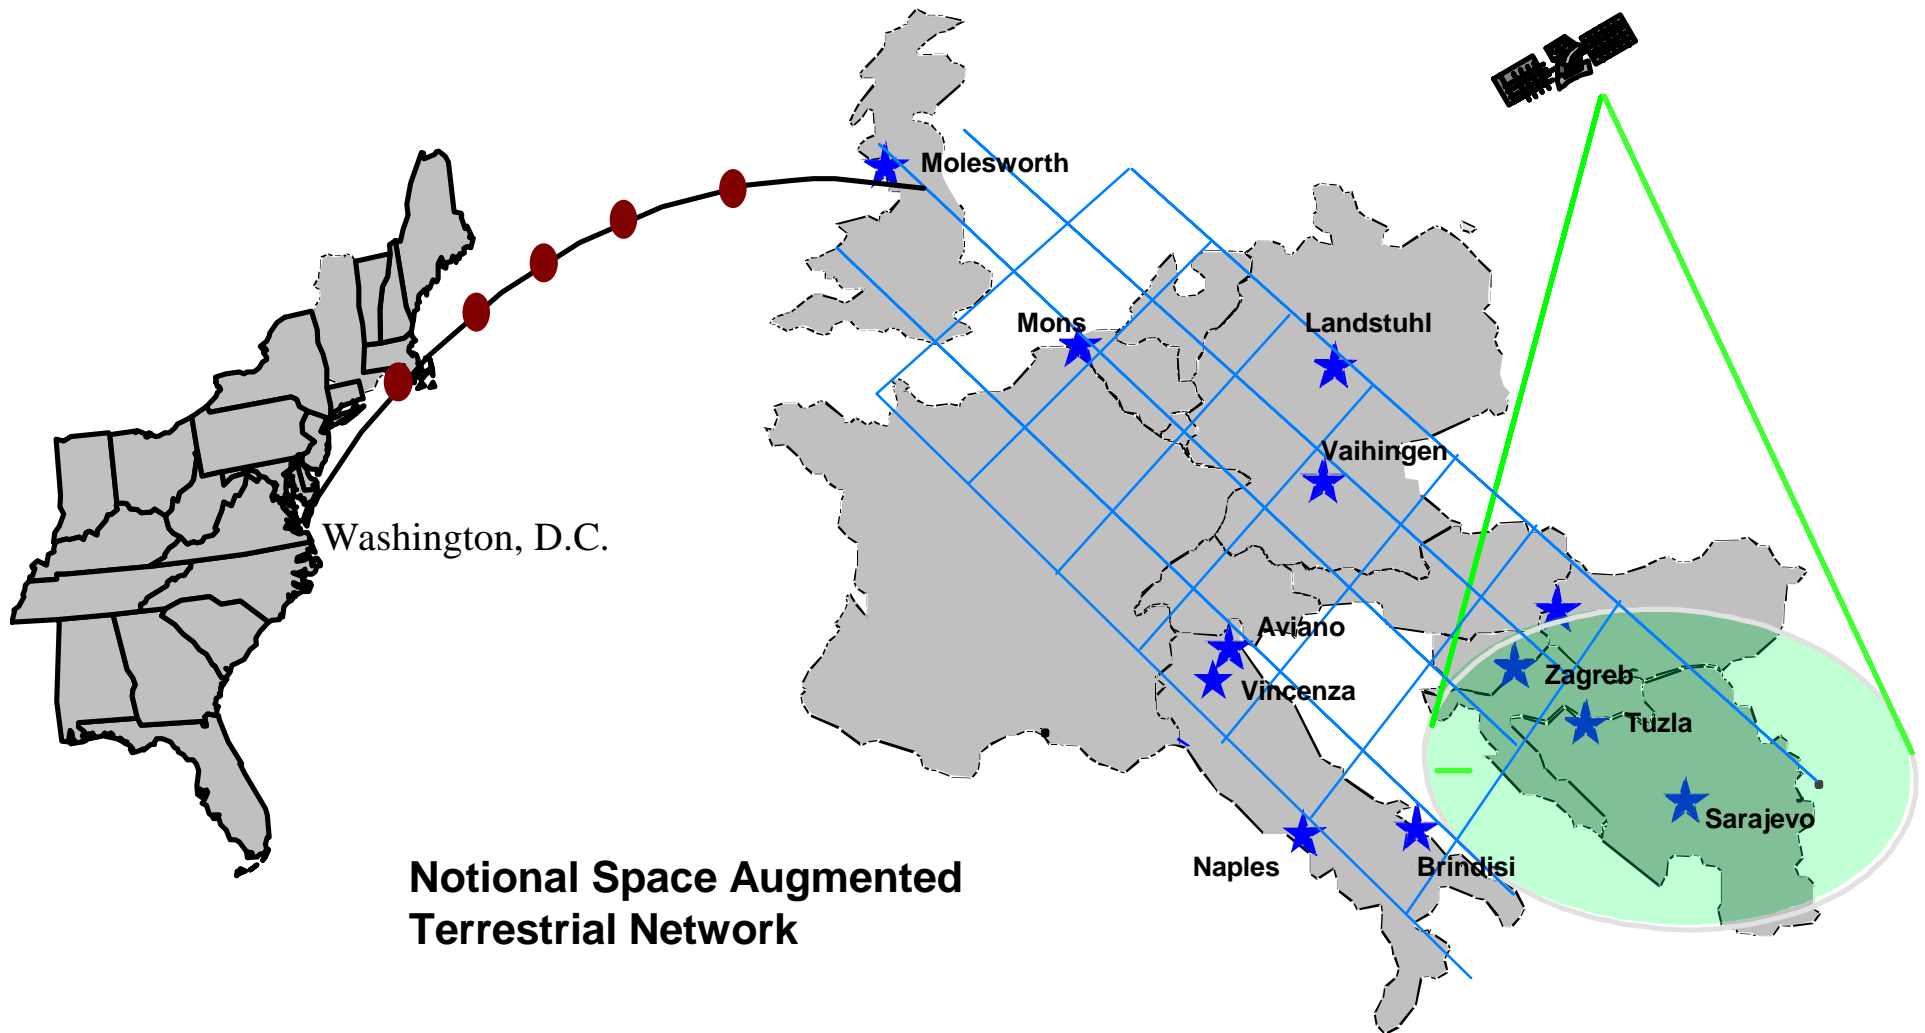 Molesworth
Mons
Landstuhl
Vaihingen
Washington, D.C.
Aviano
Zagreb
Vincenza
Tuzla
Sarajevo
Naples
Brindisi
Notional Space Augmented
Terrestrial Network